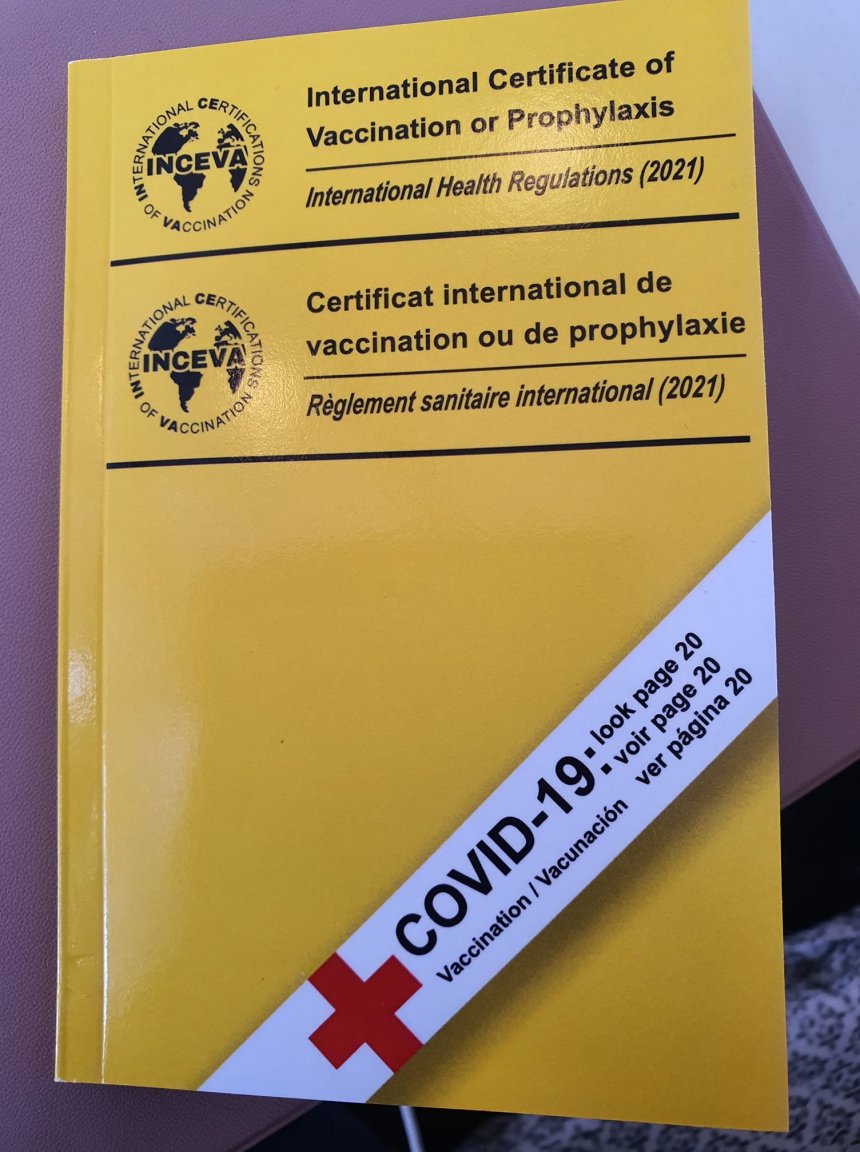 International Certificate of
Vaccination or Prophylaxis
International Health Regulations (2021)
INTERNATIONAL CERTIFICATIONS
INCEVA
OF VACCINATION
Certificat international de
vaccination ou de prophylaxie
Règlement sanitaire international (2021)
INTERNATIONAL CERTIFICATIONS
INCEVA
OF VACCINATION
COVID-19:
look page 20
voir page 20
ver página 20
Vaccination / Vacunación